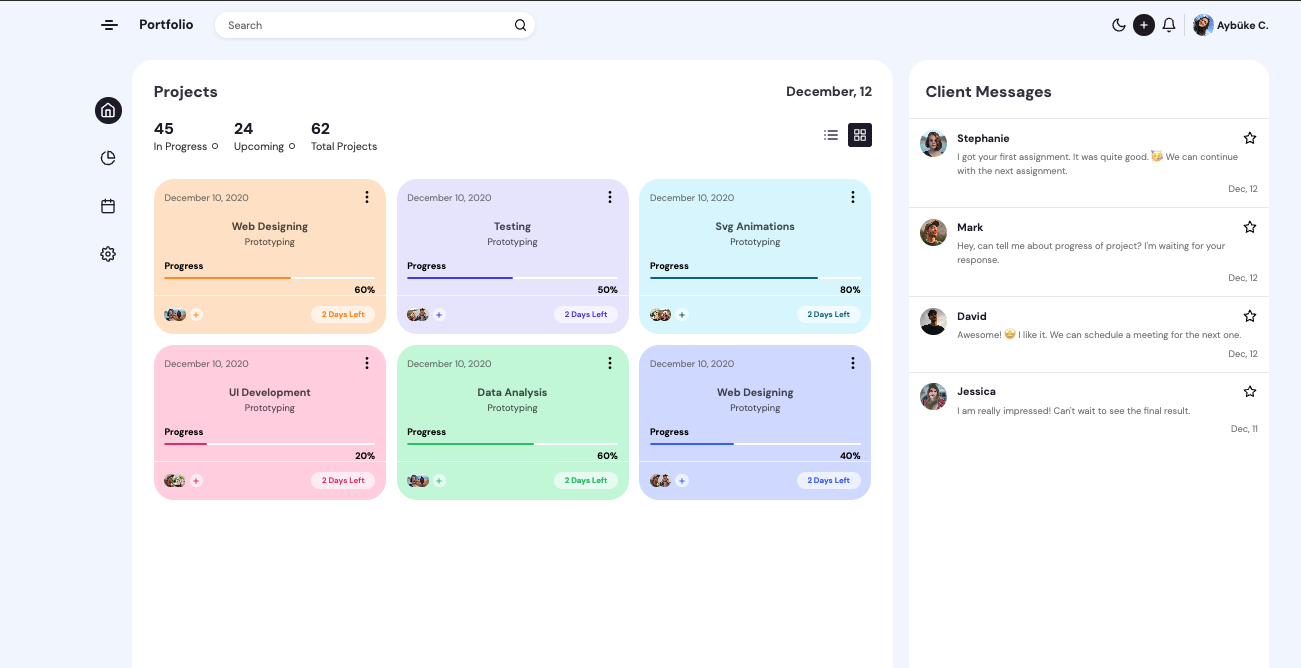 Portfolio
Search
Aybüke C.
Projects
December, 12
45
In Progress
24
Upcoming
62
Total Projects
December 10, 2020
Web Designing
Prototyping
Progress
60%
+
2 Days Left
December 10, 2020
Testing
Prototyping
Progress
50%
+
2 Days Left
December 10, 2020
Svg Animations
Prototyping
Progress
80%
+
2 Days Left
December 10, 2020
UI Development
Prototyping
Progress
20%
+
2 Days Left
December 10, 2020
Data Analysis
Prototyping
Progress
60%
+
2 Days Left
December 10, 2020
Web Designing
Prototyping
Progress
40%
+
2 Days Left
Client Messages
Stephanie
I got your first assignment. It was quite good. 🥳 We can continue
with the next assignment.
Dec, 12
Mark
Hey, can tell me about progress of project? I'm waiting for your
response.
Dec, 12
David
Awesome! 🤩 I like it. We can schedule a meeting for the next one.
Dec, 12
Jessica
I am really impressed! Can't wait to see the final result.
Dec, 11